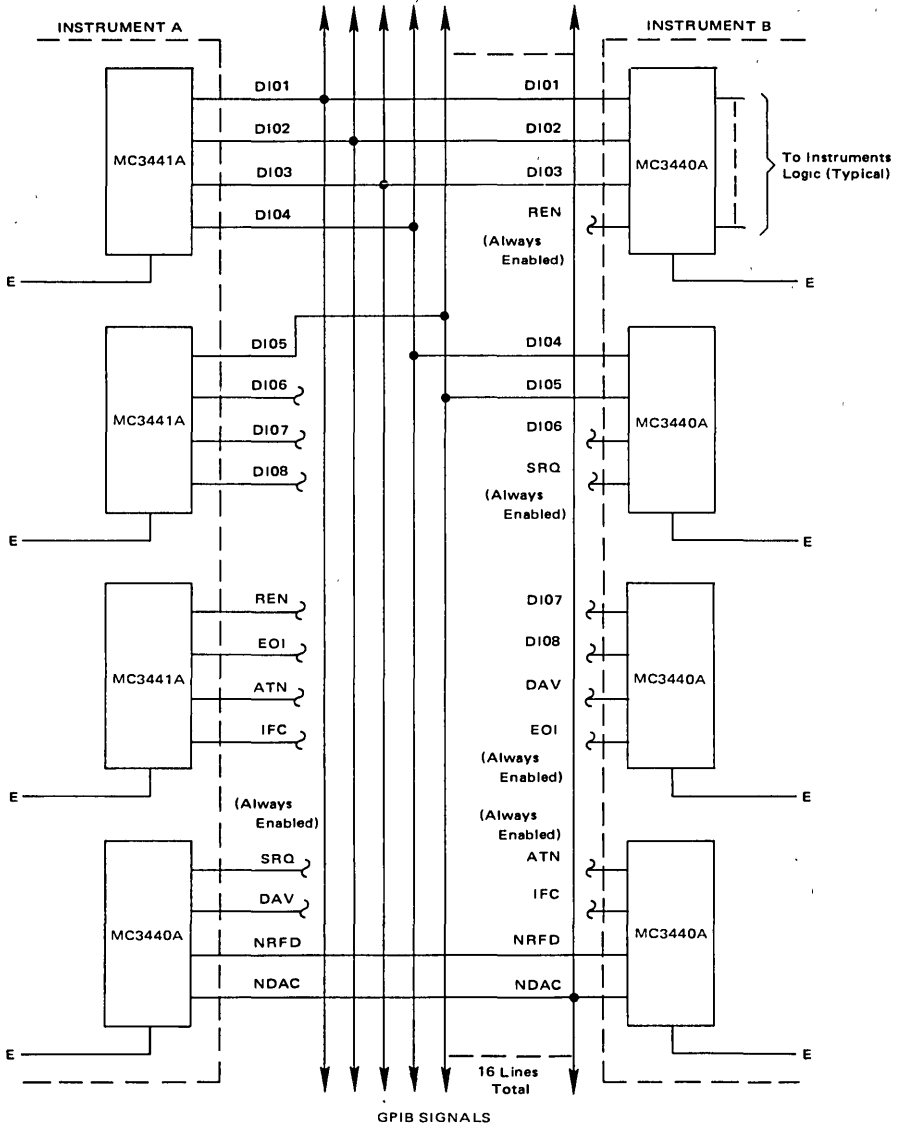 INSTRUMENT A
INSTRUMENT B
DI01
DI01
DI02
DI02
MC3441A
MC3440A
DI03
DI03
To Instruments
Logic (Typical)
DI04
REN
(Always
Enabled)
E
E
DI05
DI04
DI06
DI05
MC3441A
MC3440A
DI07
DI06
DI08
SRQ
(Always
Enabled)
E
E
REN
DI07
EOI
DI08
MC3441A
MC3440A
ATN
DAV
IFC
EOI
(Always
Enabled)
E
E
(Always
Enabled)
(Always
Enabled)
SRQ
ATN
DAV
IFC
MC3440A
MC3440A
NRFD
NRFD
NDAC
NDAC
E
E
16 Lines
Total
GPIB SIGNALS